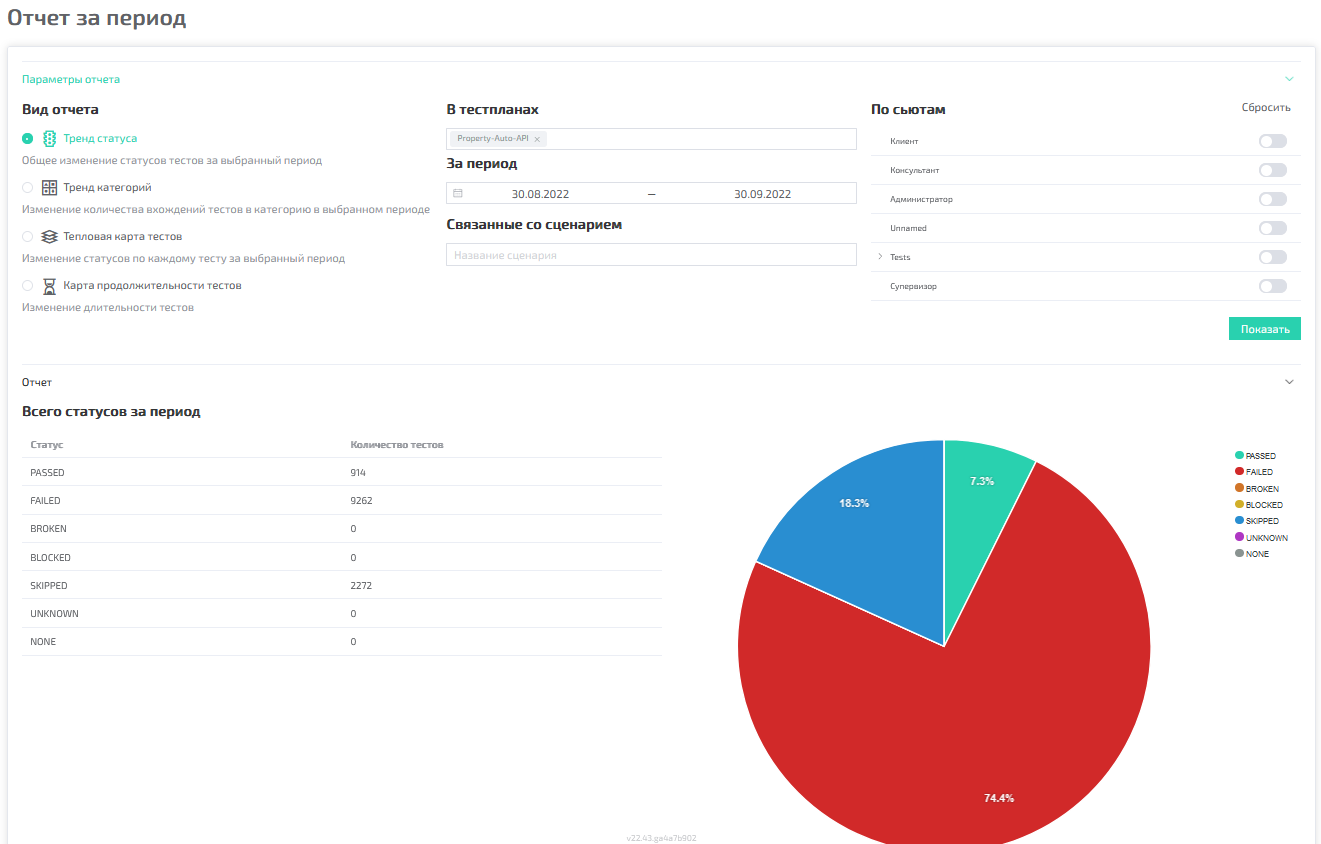 Отчет за период
Параметры отчета
Вид отчета
Тренд статуса
Общее изменение статусов тестов за выбранный период
Тренд категорий
Изменение количества вхождений тестов в категорию в выбранном периоде
Тепловая карта тестов
Изменение статусов по каждому тесту за выбранный период
Карта продолжительности тестов
Изменение длительности тестов
В тестпланах
Property-Auto-API ×
За период
30.08.2022 — 30.09.2022
Связанные со сценарием
Название сценария
По сьютам Сбросить
Клиент
Консультант
Администратор
Unnamed
Tests
Супервизор
Показать
Отчет
Всего статусов за период
Статус Количество тестов
PASSED 914
FAILED 9262
BROKEN 0
BLOCKED 0
SKIPPED 2272
UNKNOWN 0
NONE 0
7.3%
18.3%
74.4%
PASSED
FAILED
BROKEN
BLOCKED
SKIPPED
UNKNOWN
NONE
v22.43.ga4a7b902